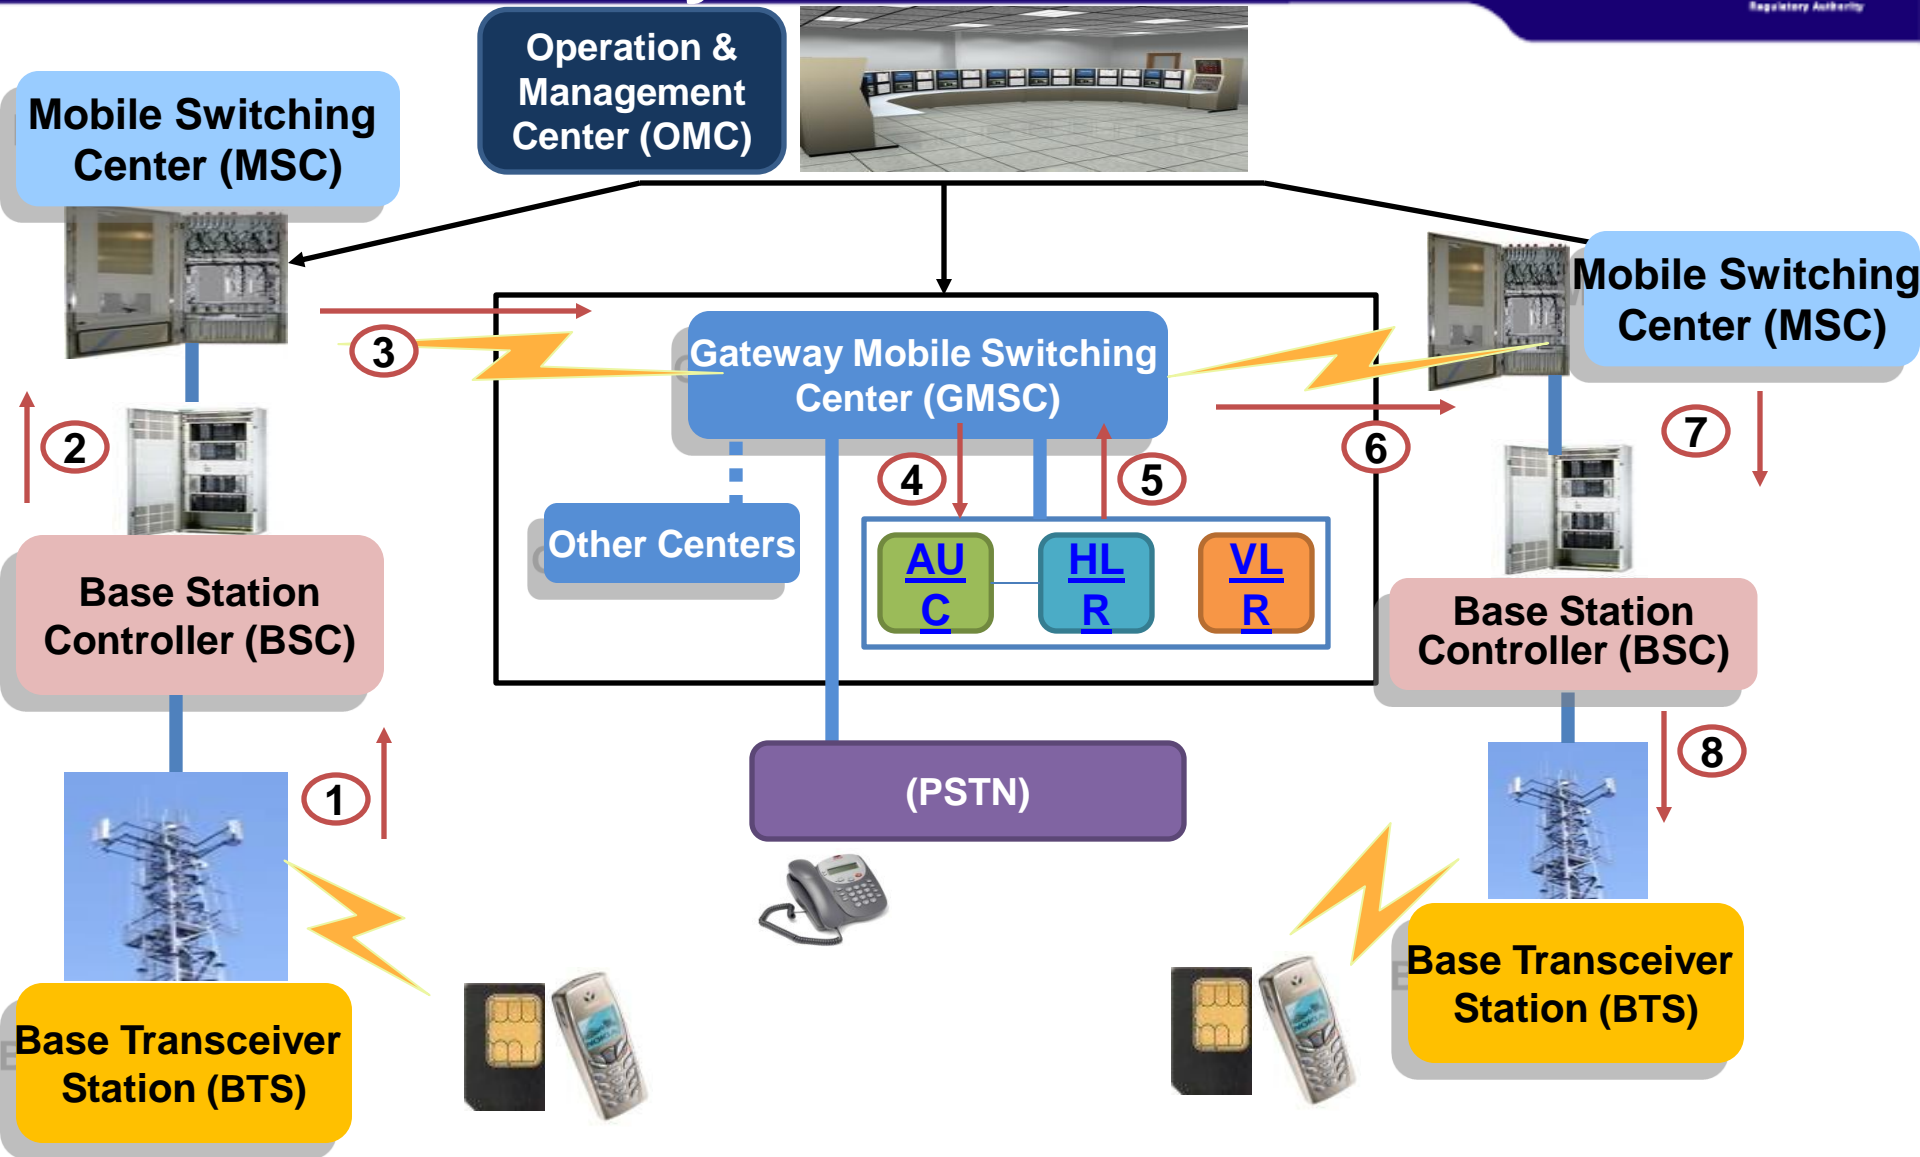 Regulatory Authority
Operation &
Management
Center (OMC)
Mobile Switching
Center (MSC)
Mobile Switching
Center (MSC)
3
Gateway Mobile Switching
Center (GMSC)
2
4
5
6
7
Other Centers
AU
C
HL
R
VL
R
Base Station
Controller (BSC)
Base Station
Controller (BSC)
1
(PSTN)
8
Base Transceiver
Station (BTS)
Base Transceiver
Station (BTS)